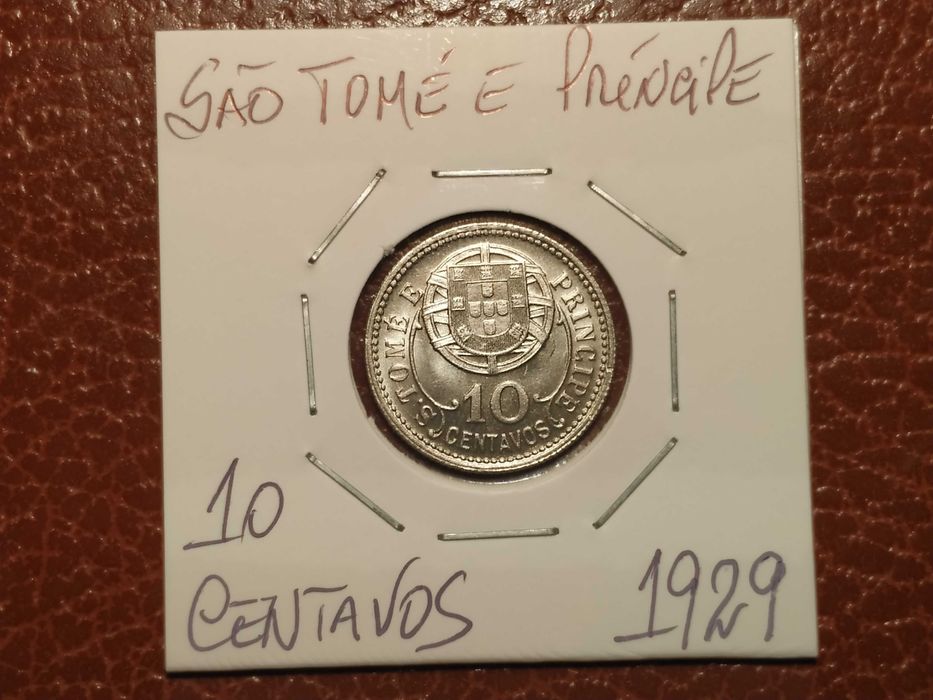 SÃO TOMÉ E PRÍNCIPE
S. TOMÉ E PRINCIPE
10
CENTAVOS
10
CENTAVOS 1929